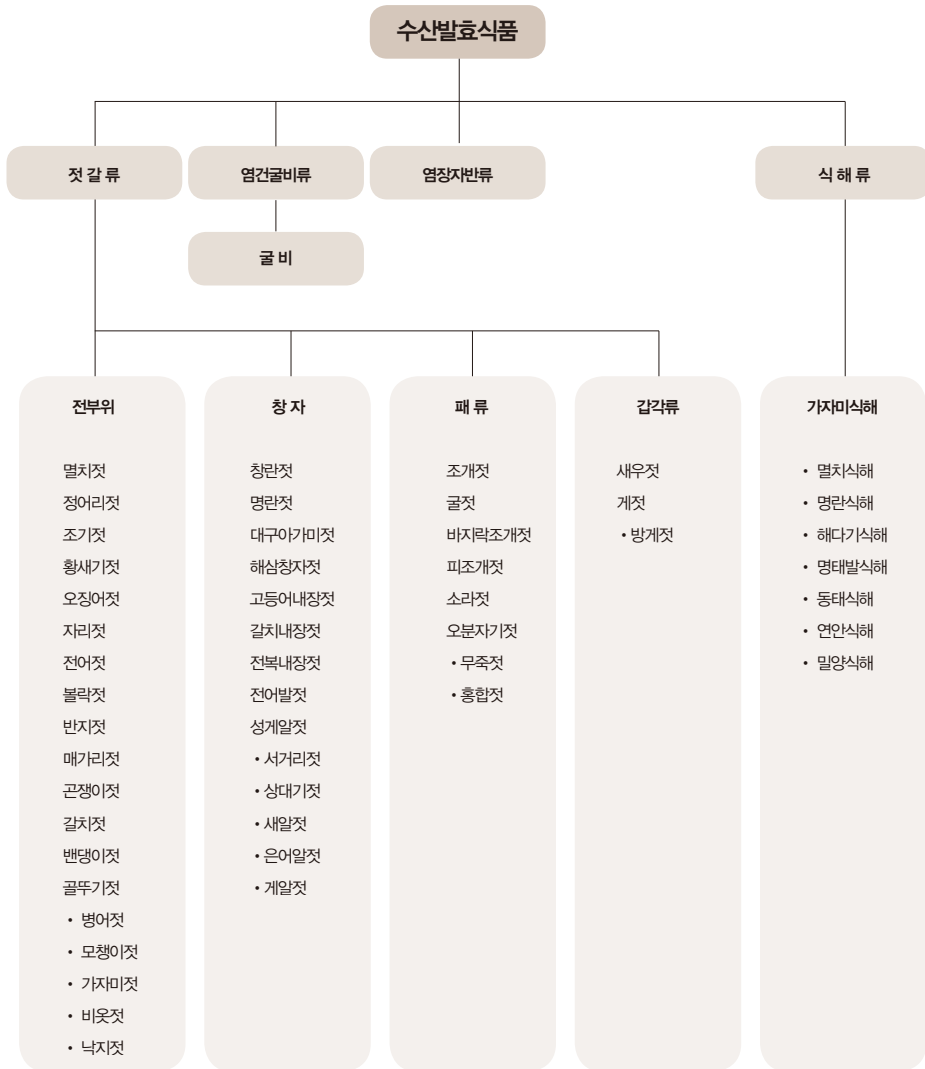 수산발효식품
젓 갈 류
염건굴비류
염장자반류
식 해 류
굴 비
전부위
멸치젓
정어리젓
조기젓
황새기젓
오징어젓
자리젓
전어젓
볼락젓
반지젓
매가리젓
곤쟁이젓
갈치젓
밴댕이젓
골뚜기젓
• 병어젓
• 모챙이젓
• 가자미젓
• 비웃젓
• 낙지젓
창 자
창란젓
명란젓
대구아가미젓
해삼창자젓
고등어내장젓
갈치내장젓
전복내장젓
전어발젓
성게알젓
• 서거리젓
• 상대기젓
• 새알젓
• 은어알젓
• 게알젓
패 류
조개젓
굴젓
바지락조개젓
피조개젓
소라젓
오분자기젓
• 무죽젓
• 홍합젓
갑각류
새우젓
게젓
• 방게젓
가자미식해
• 멸치식해
• 명란식해
• 해다기식해
• 명태발식해
• 동태식해
• 연안식해
• 밀양식해